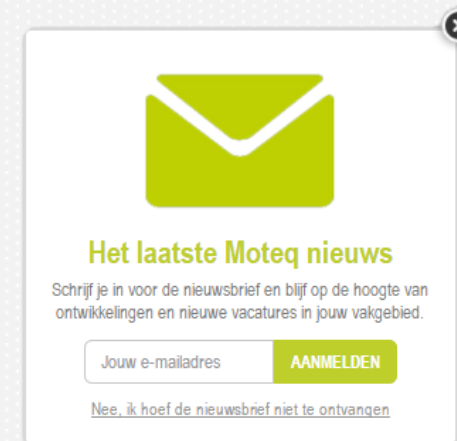 Het laatste Moteq nieuws
Schrijf je in voor de nieuwsbrief en blijf op de hoogte van
ontwikkelingen en nieuwe vacatures in jouw vakgebied.
Jouw e-mailadres AANMELDEN
Nee, ik hoef de nieuwsbrief niet te ontvangen